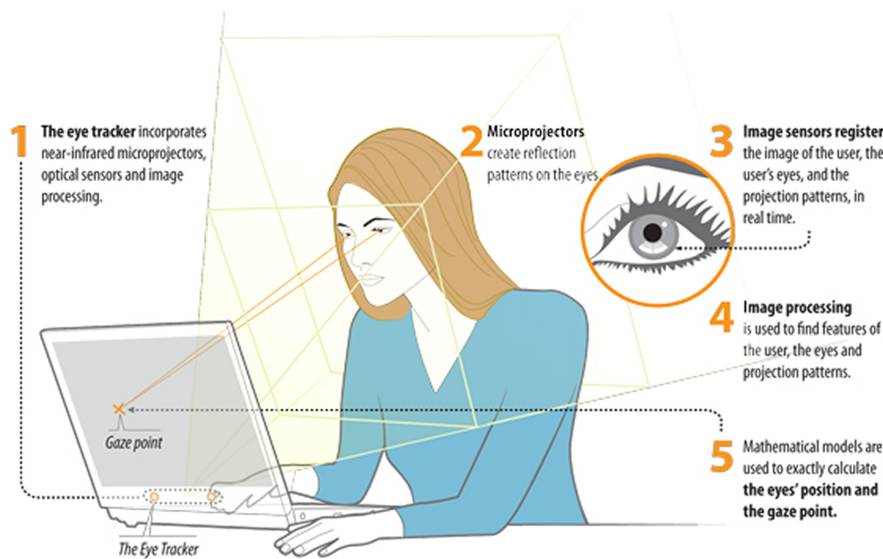 1
The eye tracker incorporates
near-infrared microprojectors,
optical sensors and image
processing.
2
Microprojectors
create reflection
patterns on the eyes.
3
Image sensors register
the image of the user, the
user's eyes, and the
projection patterns, in
real time.
4
Image processing
is used to find features of
the user, the eyes and
projection patterns.
5
Mathematical models are
used to exactly calculate
the eyes' position and
the gaze point.
Gaze point
The Eye Tracker